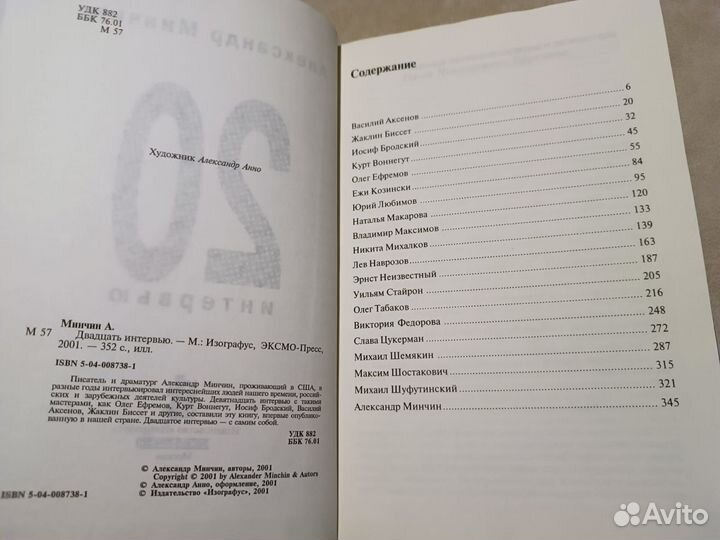 УДК 882
ББК 76.01
М 57
Художник Александр Анно
Минчин А.
М 57
Двадцать интервью. — М.: Изографус, ЭКСМО-Пресс,
2001. — 352 с., илл.
ISBN 5-04-008738-1
Писатель и драматург Александр Минчин, проживающий в США, в
разные годы интервьюировал интереснейших людей нашего времени, россий-
ских и зарубежных деятелей культуры. Девятнадцать интервью с такими
мастерами, как Олег Ефремов, Курт Воннегут, Иосиф Бродский, Василий
Аксенов, Жаклин Биссет и другие, составили эту книгу, впервые опублико-
ванную в нашей стране. Двадцатое интервью — с самим собой.
УДК 882
ББК 76.01
© Александр Минчин, авторы, 2001
Copyright © 2001 by Alexander Minchin & Autors
© Александр Анно, оформление, 2001
ISBN 5-04-008738-1
© Издательство «Изографус», 2001
Содержание
Василий Аксенов 6
Жаклин Биссет 20
Иосиф Бродский 32
Курт Воннегут 45
Олег Ефремов 55
Ежи Козински 84
Юрий Любимов 95
Наталья Макарова 120
Владимир Максимов 133
Никита Михалков 139
Лев Наврозов 163
Эрнст Неизвестный 187
Уильям Стайрон 205
Олег Табаков 216
Виктория Федорова 248
Слава Цукерман 272
Михаил Шемякин 287
Максим Шостакович 315
Михаил Шуфутинский 321
Александр Минчин 345
Avito